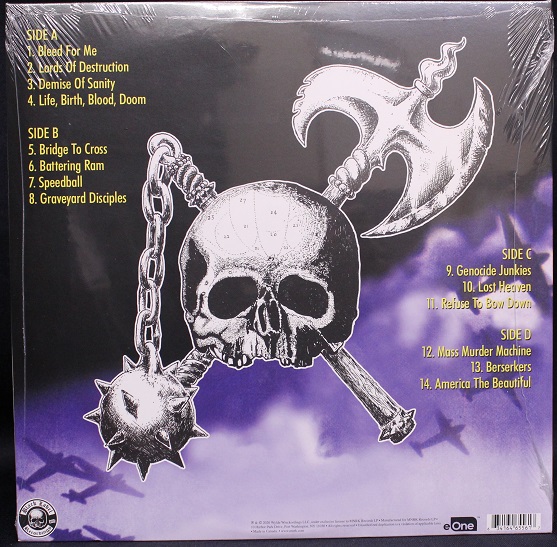 SIDE A
1. Bleed For Me
2. Lords Of Destruction
3. Demise Of Sanity
4. Life, Birth, Blood, Doom
SIDE B
5. Bridge To Cross
6. Battering Ram
7. Speedball
8. Graveyard Disciples
SIDE C
9. Genocide Junkies
10. Lost Heaven
11. Refuse To Bow Down
SIDE D
12. Mass Murder Machine
13. Berserkers
14. America The Beautiful
eOne